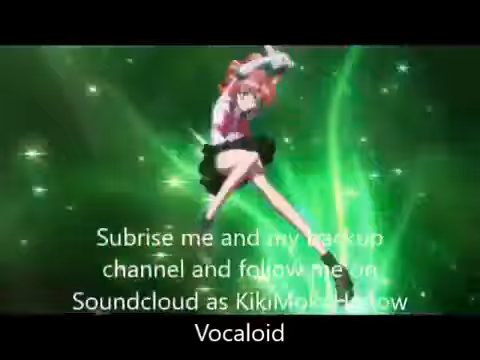 Subrise me and my backup
channel and follow me on
Soundcloud as
Vocaloid